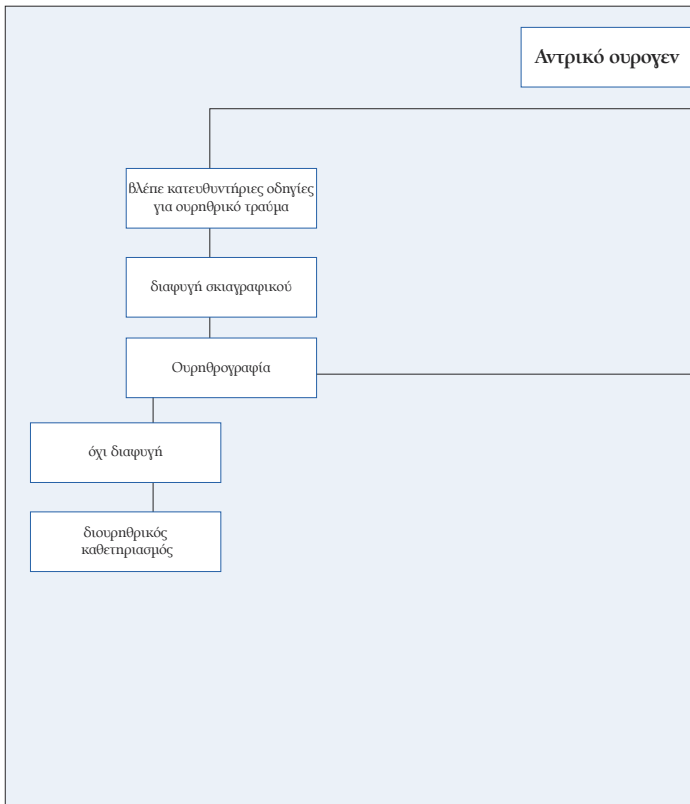 Αντρικό ουρογεν
βλέπε κατευθυντήριες οδηγίες
για ουρηθρικό τραύμα
διαφυγή σκιαγραφικού
Ουρηθρογραφία
όχι διαφυγή
διουρηθρικός
καθετηριασμός